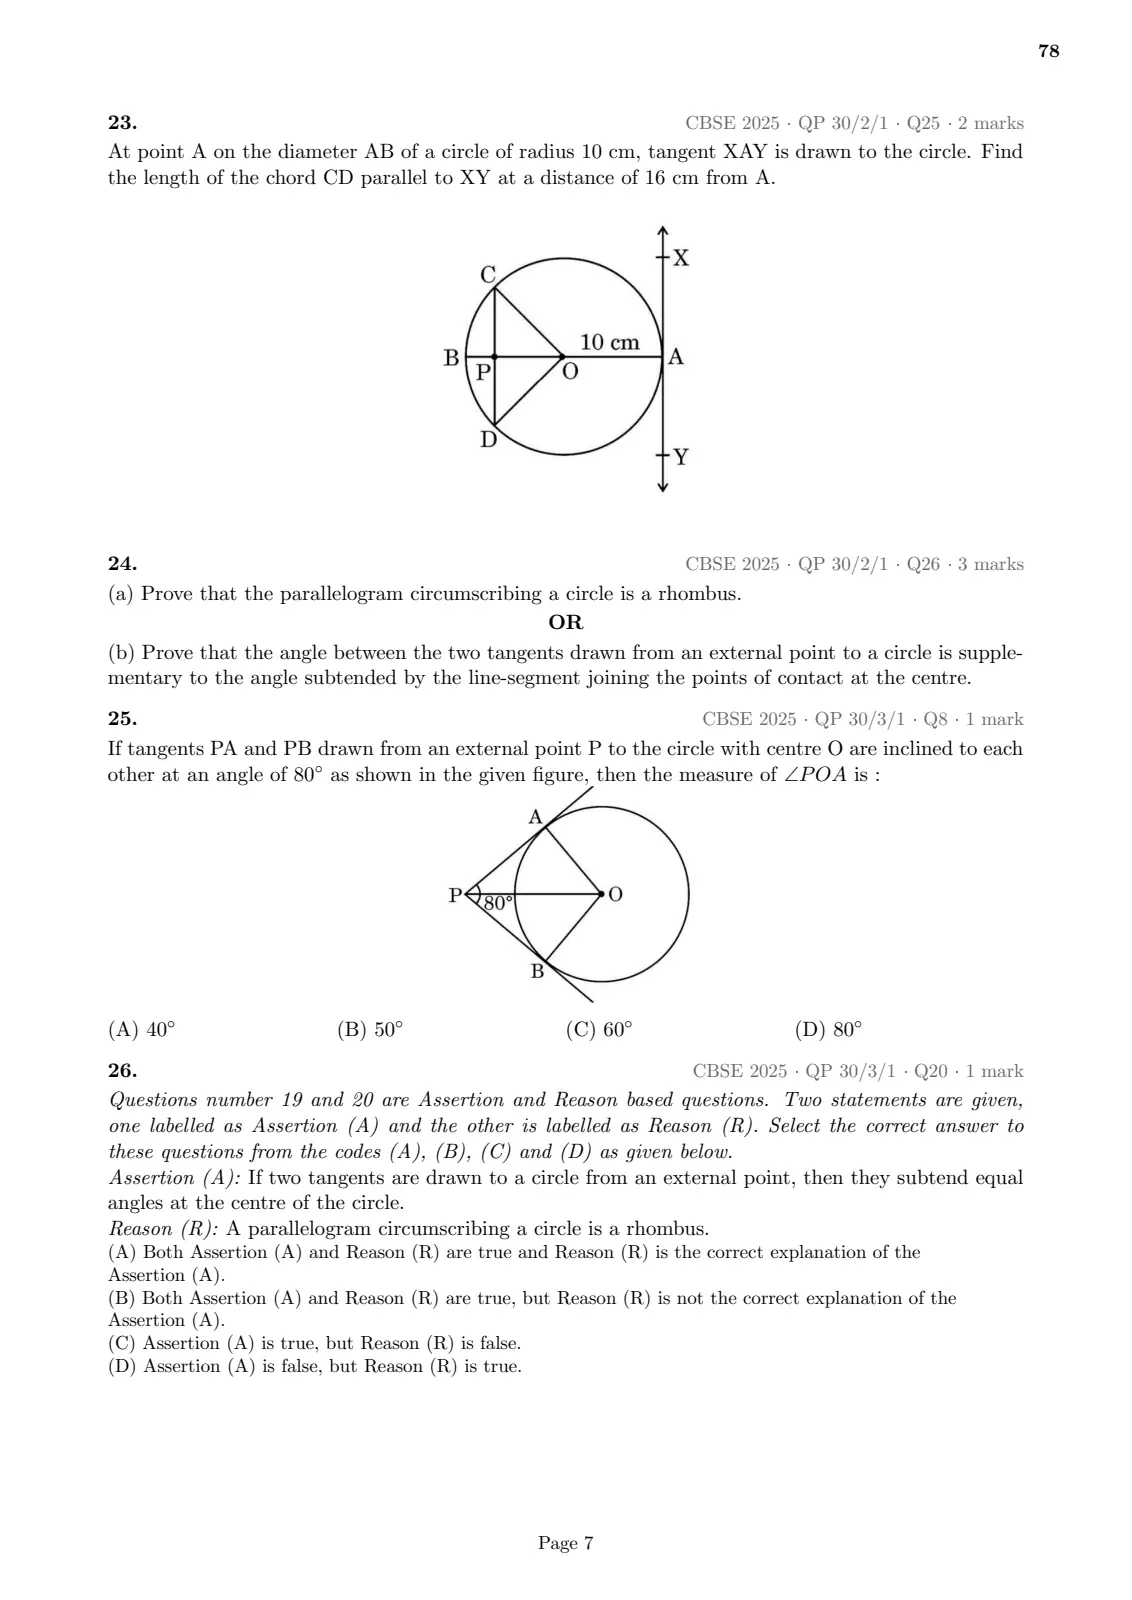 78
23.
CBSE 2025 · QP 30/2/1 · Q25 · 2 marks
At point A on the diameter AB of a circle of radius 10 cm, tangent XAY is drawn to the circle. Find
the length of the chord CD parallel to XY at a distance of 16 cm from A.
X
C
10 cm
B
A
P
O
D
Y
24.
CBSE 2025 · QP 30/2/1 · Q26 · 3 marks
(a) Prove that the parallelogram circumscribing a circle is a rhombus.
OR
(b) Prove that the angle between the two tangents drawn from an external point to a circle is supple-
mentary to the angle subtended by the line-segment joining the points of contact at the centre.
25.
CBSE 2025 · QP 30/3/1 · Q8 · 1 mark
If tangents PA and PB drawn from an external point P to the circle with centre O are inclined to each
other at an angle of 80° as shown in the given figure, then the measure of ∠POA is :
A
P
80°
O
B
(A) 40° (B) 50° (C) 60° (D) 80°
26.
CBSE 2025 · QP 30/3/1 · Q20 · 1 mark
Questions number 19 and 20 are Assertion and Reason based questions. Two statements are given,
one labelled as Assertion (A) and the other is labelled as Reason (R). Select the correct answer to
these questions from the codes (A), (B), (C) and (D) as given below.
Assertion (A): If two tangents are drawn to a circle from an external point, then they subtend equal
angles at the centre of the circle.
Reason (R): A parallelogram circumscribing a circle is a rhombus.
(A) Both Assertion (A) and Reason (R) are true and Reason (R) is the correct explanation of the
Assertion (A).
(B) Both Assertion (A) and Reason (R) are true, but Reason (R) is not the correct explanation of the
Assertion (A).
(C) Assertion (A) is true, but Reason (R) is false.
(D) Assertion (A) is false, but Reason (R) is true.
Page 7